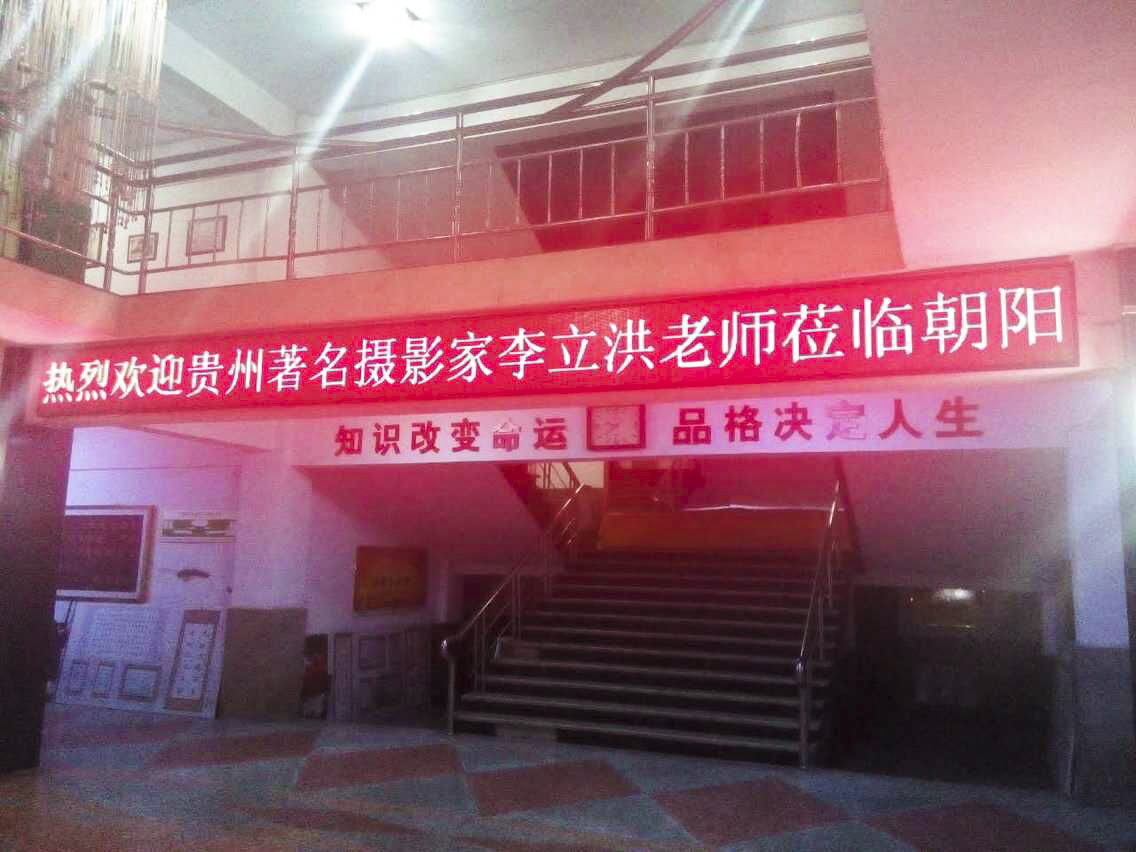 热烈欢迎贵州著名摄影家李立洪老师莅临朝阳
知识改变命运 品格决定人生